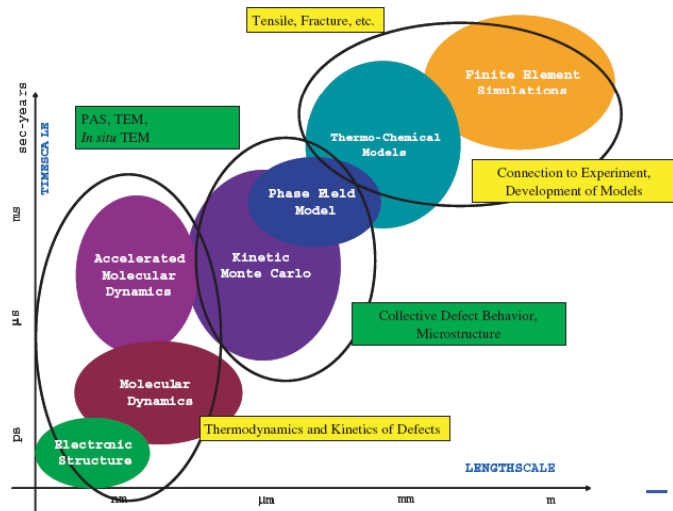 Tensile, Fracture, etc.
Finite Element
Simulations
PAS, TEM,
In situ TEM
Thermo-Chemical
Models
Connection to Experiment,
Development of Models
Phase Field
Model
Accelerated
Molecular
Dynamics
Kinetic
Monte Carlo
Collective Defect Behavior,
Microstructure
Molecular
Dynamics
Thermodynamics and Kinetics of Defects
Electronic
Structure
TIMESCALE
sec-years
ms
μs
ps
LENGTHSCALE
nm
μm
mm
m